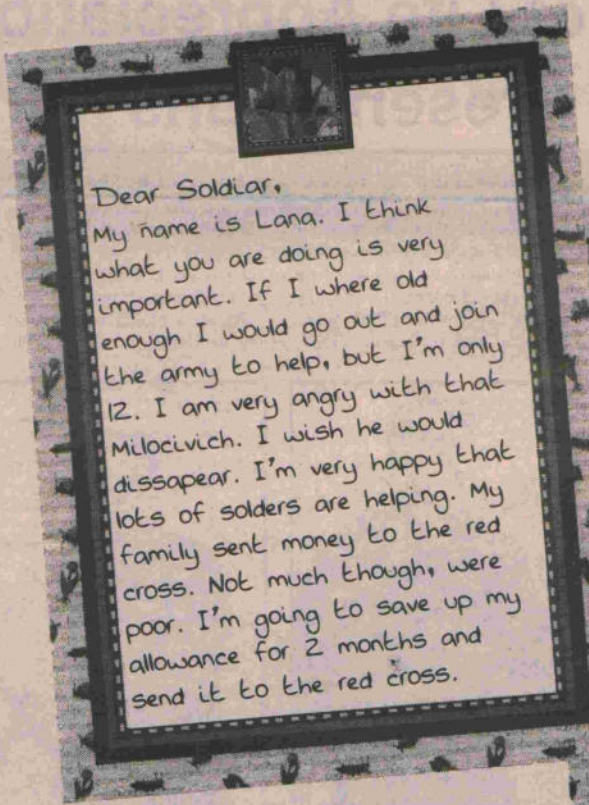 Dear Soldiar,
My name is Lana. I think
what you are doing is very
important. If I where old
enough I would go out and join
the army to help, but I'm only
12. I am very angry with that
Milocivich. I wish he would
dissapear. I'm very happy that
lots of solders are helping. My
family sent money to the red
cross. Not much though, were
poor. I'm going to save up my
allowance for 2 months and
send it to the red cross.